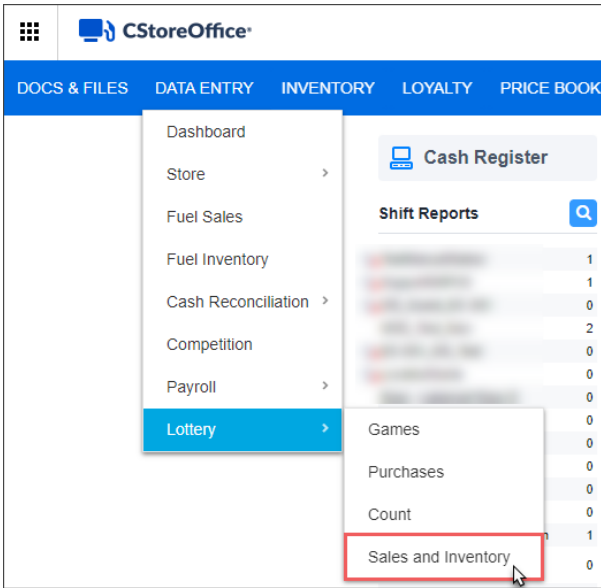 CStoreOffice®
DOCS & FILES DATA ENTRY INVENTORY LOYALTY PRICE BOOK
Dashboard
Store
Fuel Sales
Fuel Inventory
Cash Reconciliation
Competition
Payroll
Lottery
Games
Purchases
Count
Sales and Inventory
Cash Register
Shift Reports
1
1
0
2
0
0
0
0
0
0
0
0
1
0